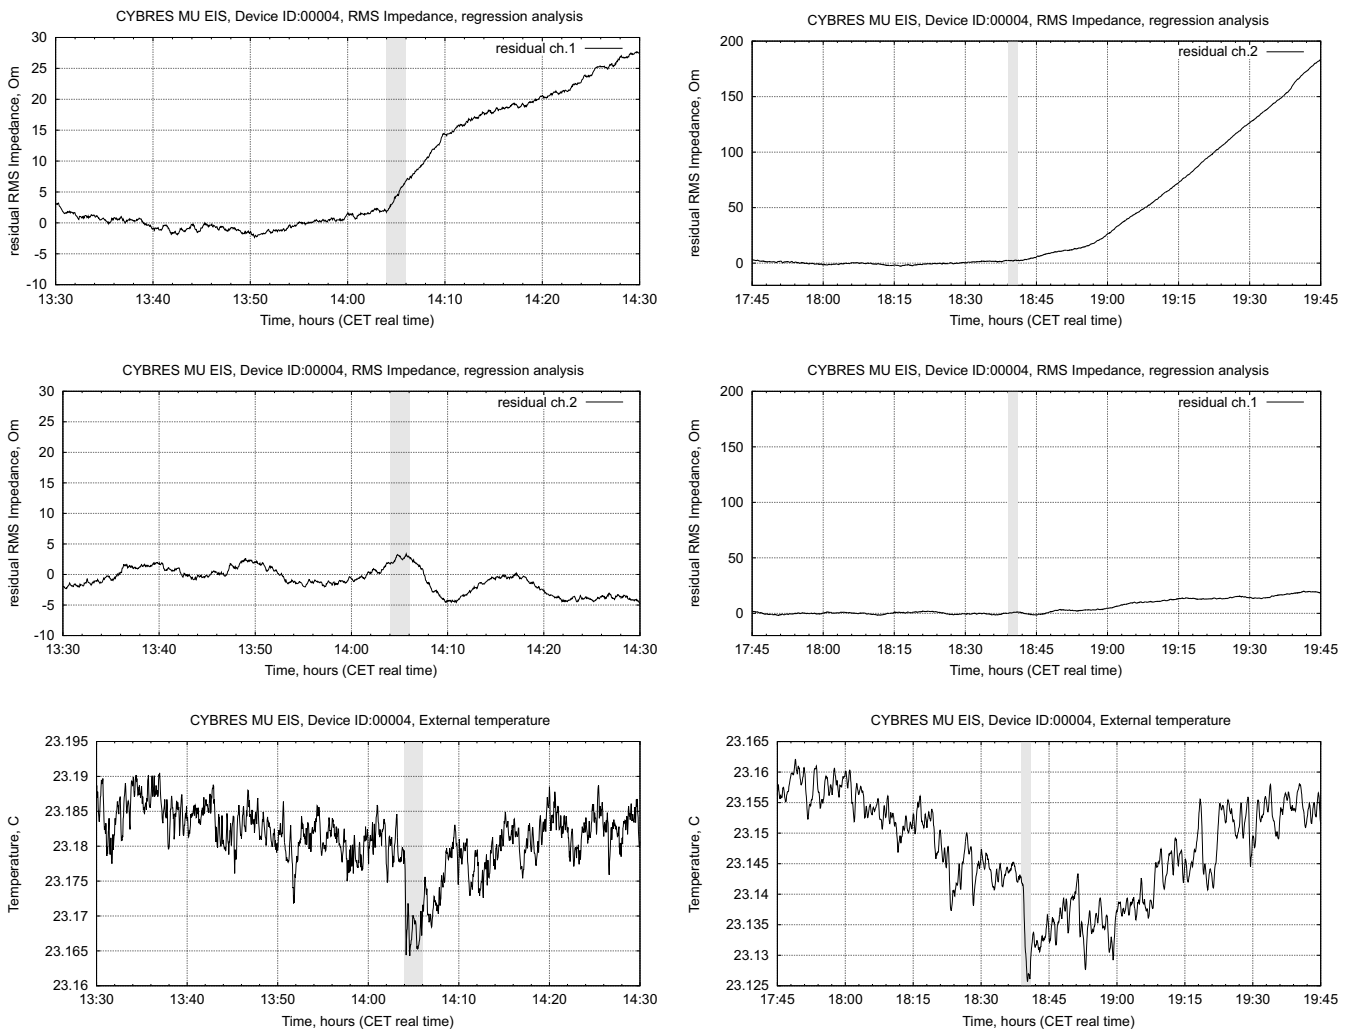 CYBRES MU EIS, Device ID:00004, RMS Impedance, regression analysis
residual ch.1
residual RMS Impedance, Om
30
25
20
15
10
5
0
-5
-10
13:30 13:40 13:50 14:00 14:10 14:20 14:30
Time, hours (CET real time)
CYBRES MU EIS, Device ID:00004, RMS Impedance, regression analysis
residual ch.2
residual RMS Impedance, Om
200
150
100
50
0
17:45 18:00 18:15 18:30 18:45 19:00 19:15 19:30 19:45
Time, hours (CET real time)
CYBRES MU EIS, Device ID:00004, RMS Impedance, regression analysis
residual ch.2
residual RMS Impedance, Om
30
25
20
15
10
5
0
-5
-10
13:30 13:40 13:50 14:00 14:10 14:20 14:30
Time, hours (CET real time)
CYBRES MU EIS, Device ID:00004, RMS Impedance, regression analysis
residual ch.1
residual RMS Impedance, Om
200
150
100
50
0
17:45 18:00 18:15 18:30 18:45 19:00 19:15 19:30 19:45
Time, hours (CET real time)
CYBRES MU EIS, Device ID:00004, External temperature
Temperature, C
23.195
23.19
23.185
23.18
23.175
23.17
23.165
23.16
13:30 13:40 13:50 14:00 14:10 14:20 14:30
Time, hours (CET real time)
CYBRES MU EIS, Device ID:00004, External temperature
Temperature, C
23.165
23.16
23.155
23.15
23.145
23.14
23.135
23.13
23.125
17:45 18:00 18:15 18:30 18:45 19:00 19:15 19:30 19:45
Time, hours (CET real time)